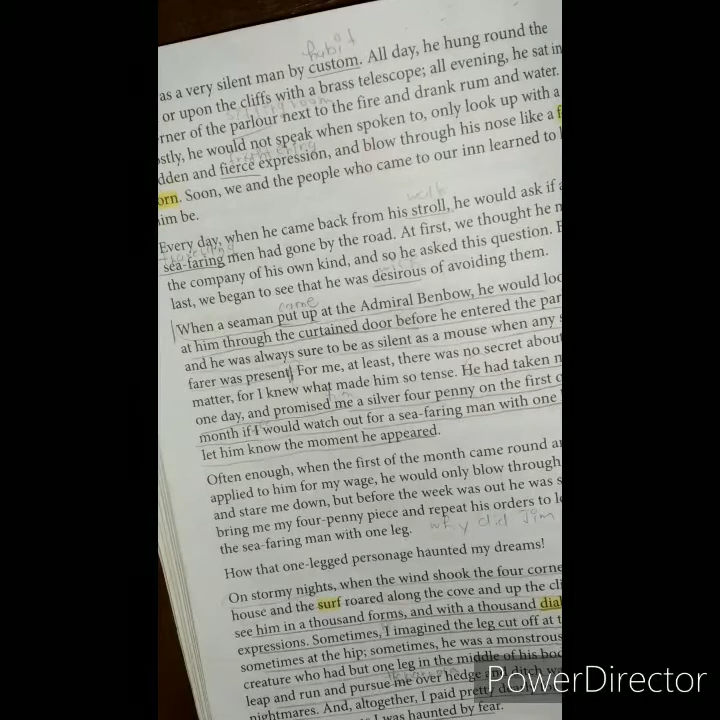 habit
as a very silent man by custom. All day, he hung round the
or upon the cliffs with a brass telescope; all evening, he sat in
sitting room
rner of the parlour next to the fire and drank rum and water.
ostly, he would not speak when spoken to, only look up with a
frightening
dden and fierce expression, and blow through his nose like a f
orn. Soon, we and the people who came to our inn learned to
im be.
walk
Every day, when he came back from his stroll, he would ask if a
sea-faring men had gone by the road. At first, we thought he
the company of his own kind, and so he asked this question.
last, we began to see that he was desirous of avoiding them.
came
When a seaman put up at the Admiral Benbow, he would loo
at him through the curtained door before he entered the par
and he was always sure to be as silent as a mouse when any s
farer was present. For me, at least, there was no secret about
matter, for I knew what made him so tense. He had taken
one day, and promised me a silver four penny on the first o
month if I would watch out for a sea-faring man with one
let him know the moment he appeared.
Often enough, when the first of the month came round a
applied to him for my wage, he would only blow through
and stare me down, but before the week was out he was s
bring me my four-penny piece and repeat his orders to l
the sea-faring man with one leg. why did Jim
How that one-legged personage haunted my dreams!
On stormy nights, when the wind shook the four corne
house and the surf roared along the cove and up the cli
see him in a thousand forms, and with a thousand dia
expressions. Sometimes, I imagined the leg cut off at t
sometimes at the hip; sometimes, he was a monstrous
creature who had but one leg in the middle of his bo
leap and run and pursue me over hedge ditch
nightmares. And, altogether, I paid pretty
I was haunted by fear.
PowerDirector